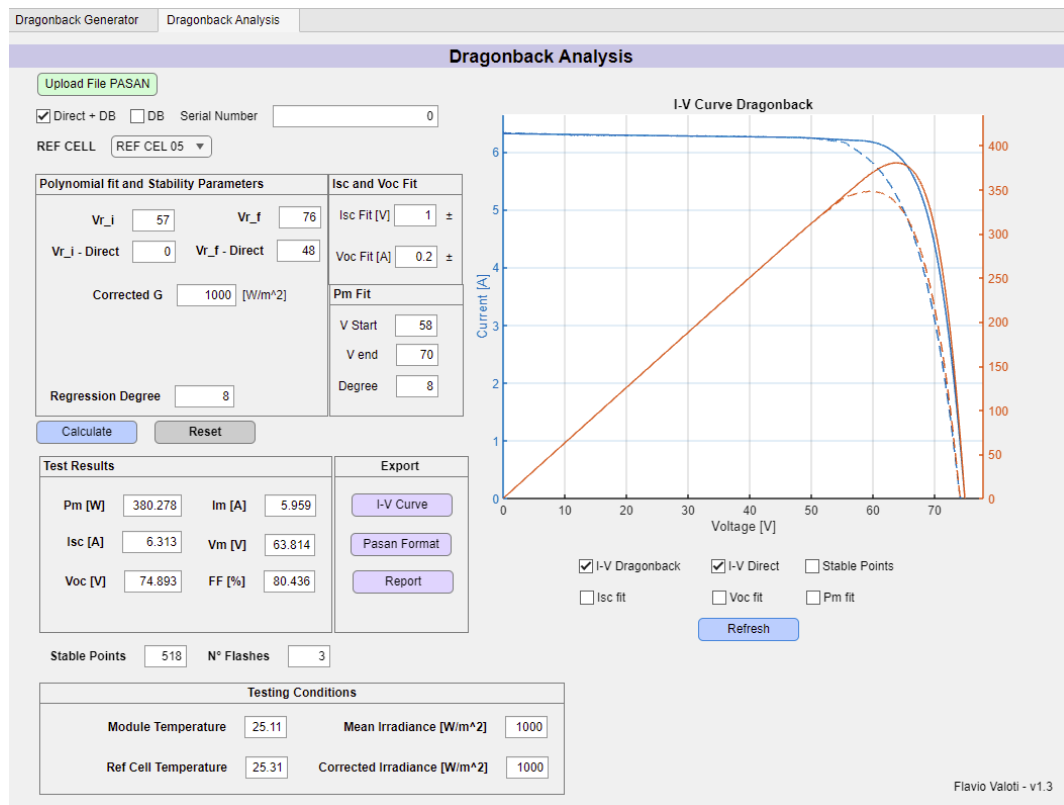 Dragonback Generator Dragonback Analysis
Dragonback Analysis
Upload File PASAN
Direct + DB DB Serial Number 0
REF CELL REF CEL 05
Polynomial fit and Stability Parameters
Vr_i 57 Vr_f 76
Vr_i - Direct 0 Vr_f - Direct 48
Corrected G 1000 [W/m^2]
Regression Degree 8
Isc and Voc Fit
Isc Fit [V] 1 ±
Voc Fit [A] 0.2 ±
Pm Fit
V Start 58
V end 70
Degree 8
Calculate Reset
Test Results
Pm [W] 380.278 Im [A] 5.959
Isc [A] 6.313 Vm [V] 63.814
Voc [V] 74.893 FF [%] 80.436
Export
I-V Curve
Pasan Format
Report
Stable Points 518 N° Flashes 3
Testing Conditions
Module Temperature 25.11 Mean Irradiance [W/m^2] 1000
Ref Cell Temperature 25.31 Corrected Irradiance [W/m^2] 1000
I-V Curve Dragonback
Current [A]
6
5
4
3
2
1
0
400
350
300
250
200
150
100
50
0
0 10 20 30 40 50 60 70
Voltage [V]
I-V Dragonback I-V Direct Stable Points
Isc fit Voc fit Pm fit
Refresh
Flavio Valoti - v1.3